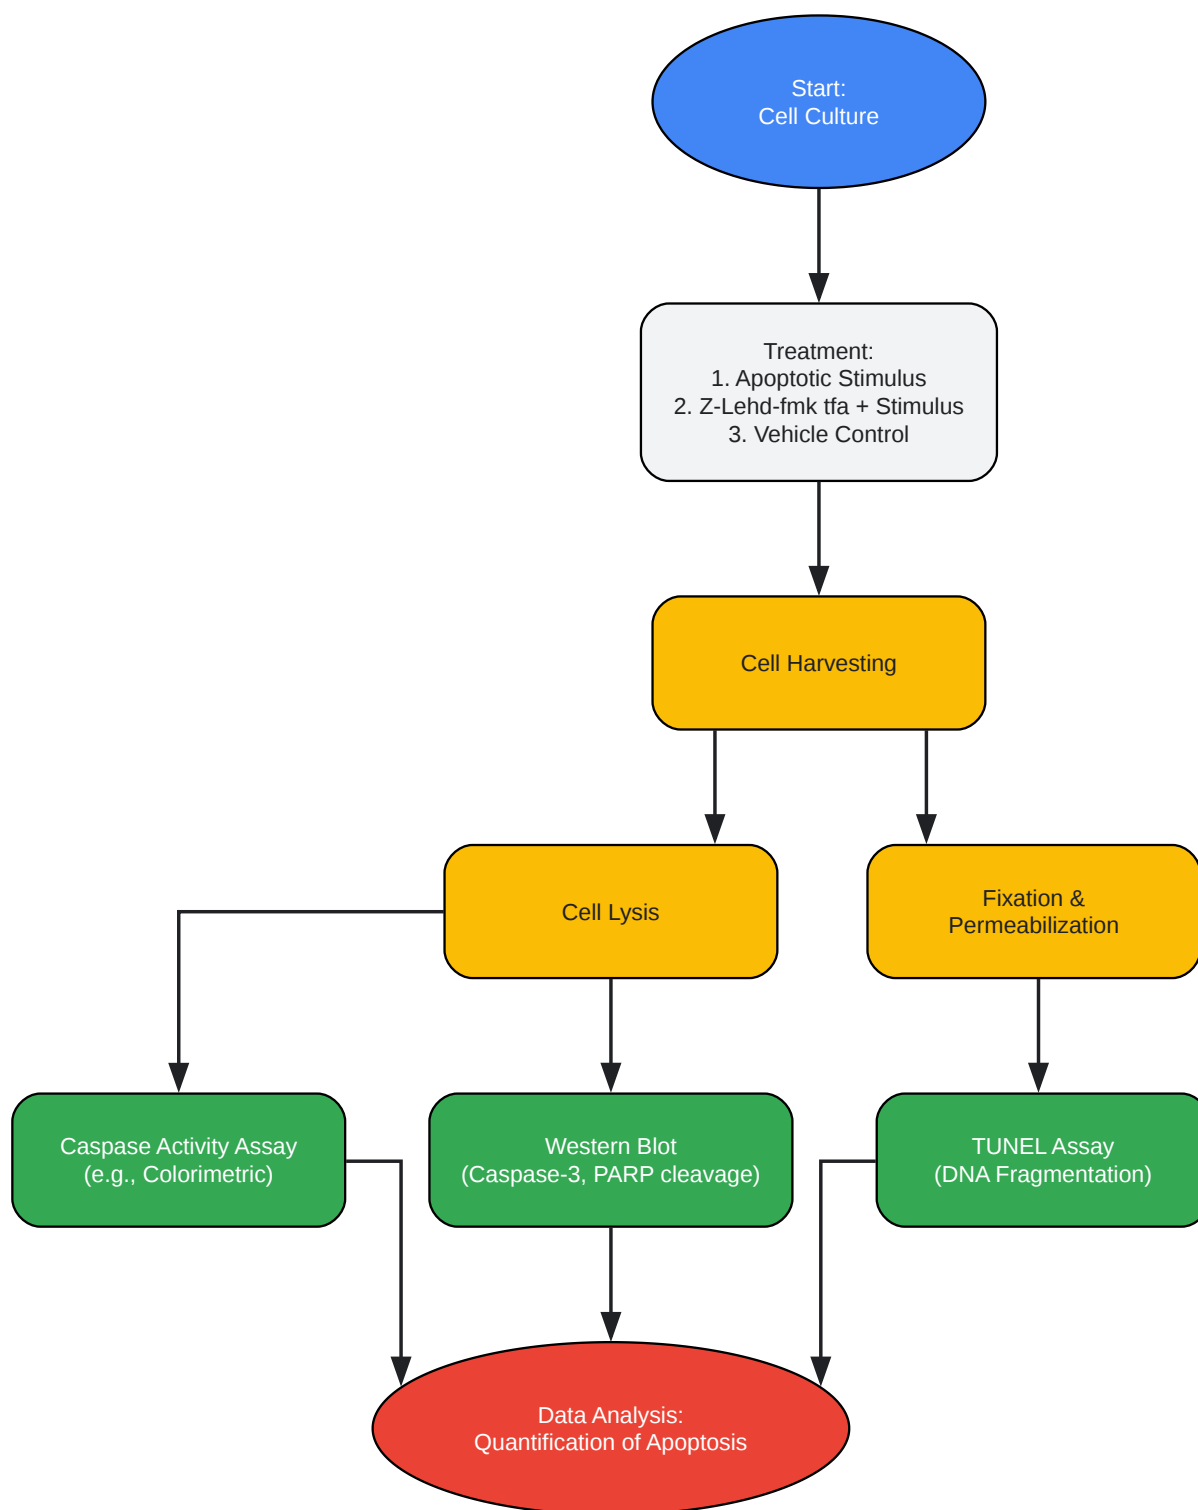 Start:
Cell Culture
Treatment:
1. Apoptotic Stimulus
2. Z-Lehd-fmk tfa + Stimulus
3. Vehicle Control
Cell Harvesting
Cell Lysis
Fixation &
Permeabilization
Caspase Activity Assay
(e.g., Colorimetric)
Western Blot
(Caspase-3, PARP cleavage)
TUNEL Assay
(DNA Fragmentation)
Data Analysis:
Quantification of Apoptosis